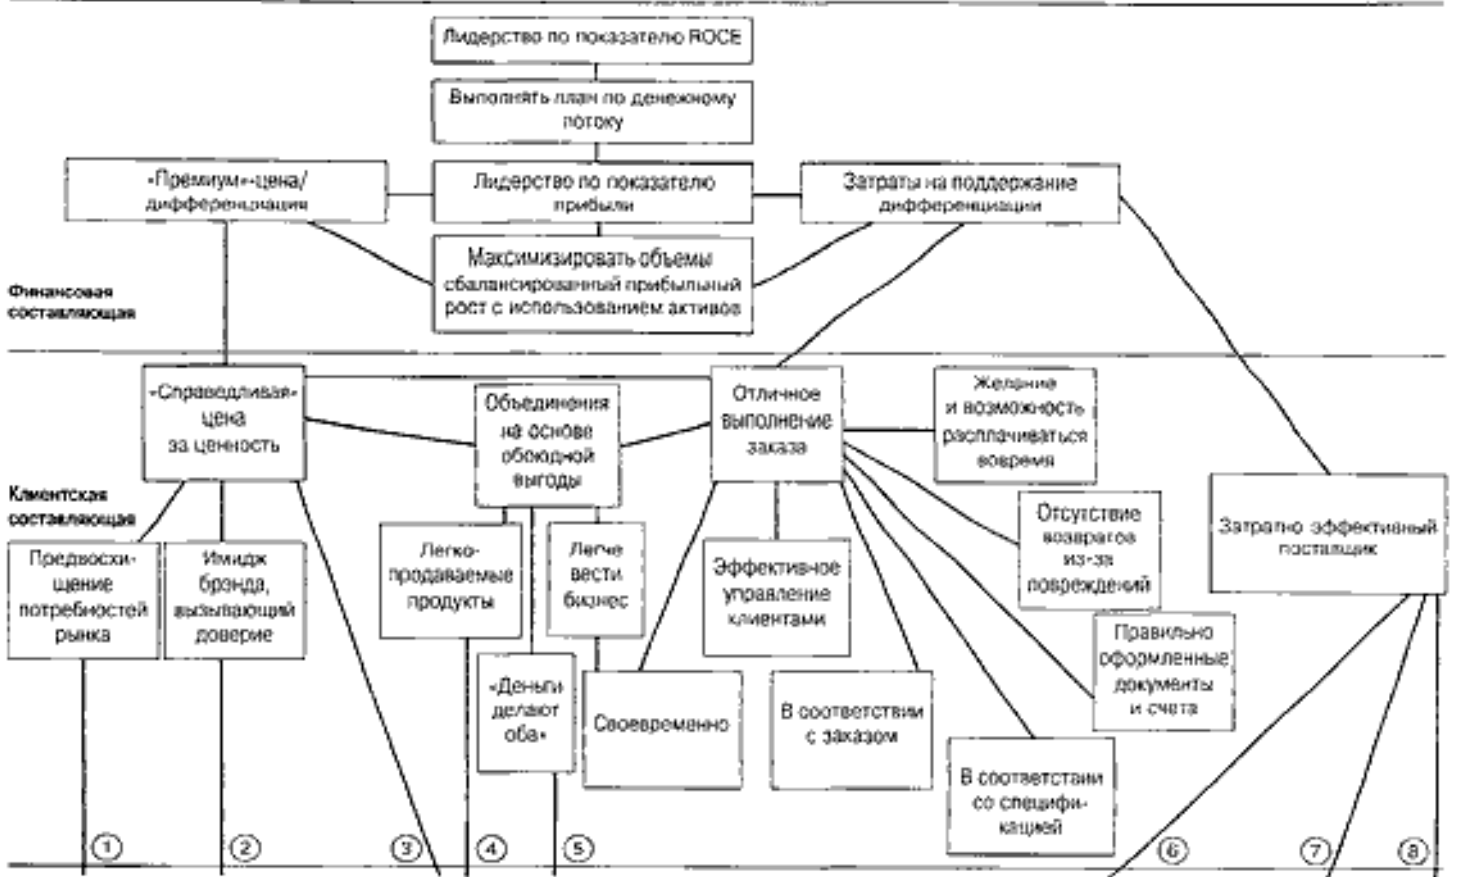 Лидерство по показателю ROCE
Выполнять план по денежному
потоку
«Премиум»-цена/
дифференциация
Лидерство по показателю
прибыли
Затраты на поддержание
дифференциации
Максимизировать объемы
сбалансированный прибыльный
рост с использованием активов
Финансовая
составляющая
«Справедливая»
цена
за ценность
Объединения
на основе
обоюдной
выгоды
Отличное
выполнение
заказа
Желание
и возможность
расплачиваться
вовремя
Клиентская
составляющая
Предвосхи-
щение
потребностей
рынка
Имидж
брэнда,
вызывающий
доверие
Легко-
продаваемые
продукты
Легче
вести
бизнес
Эффективное
управление
клиентами
Отсутствие
возвратов
из-за
повреждений
Затратно эффективный
поставщик
Правильно
оформленные
документы
и счета
«Деньги
делают
оба»
Своевременно
В соответствии
с заказом
В соответствии
со специфи-
кацией
1
2
3
4
5
6
7
8